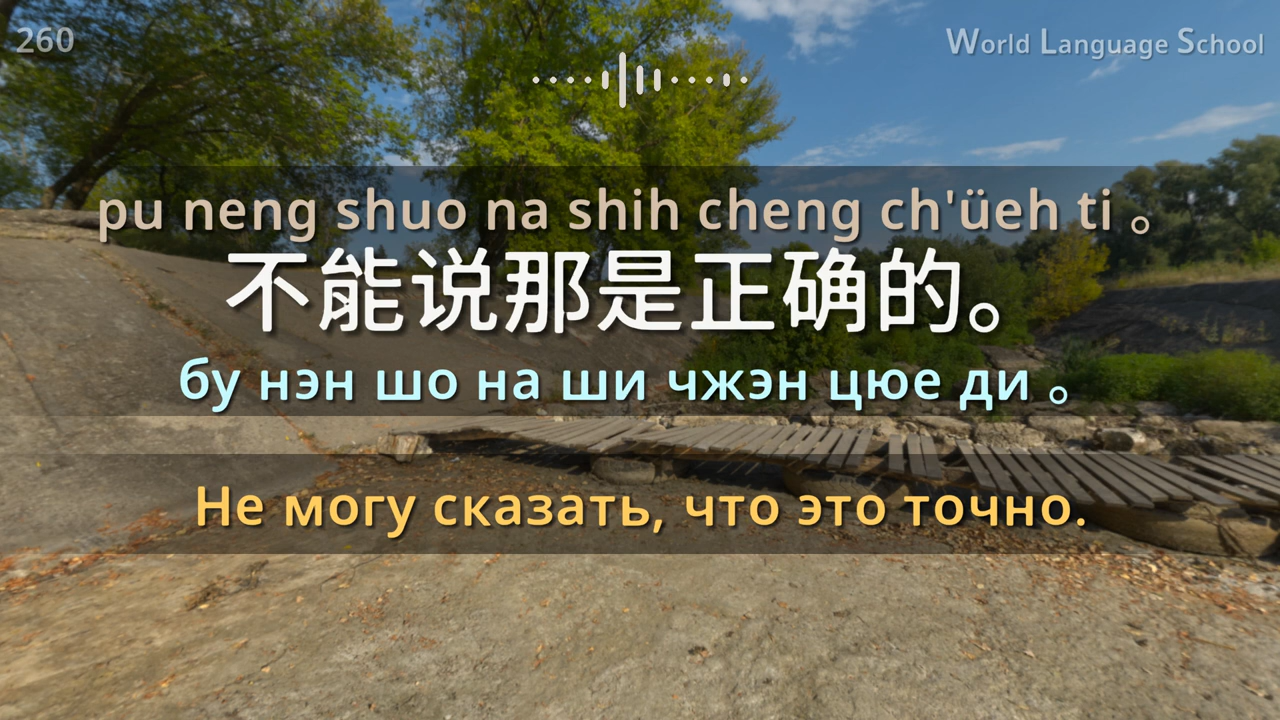 260
World Language School
pu neng shuo na shih cheng ch'üeh ti 。
不能说那是正确的。
бу нэн шо на ши чжэн цюе ди 。
Не могу сказать, что это точно.